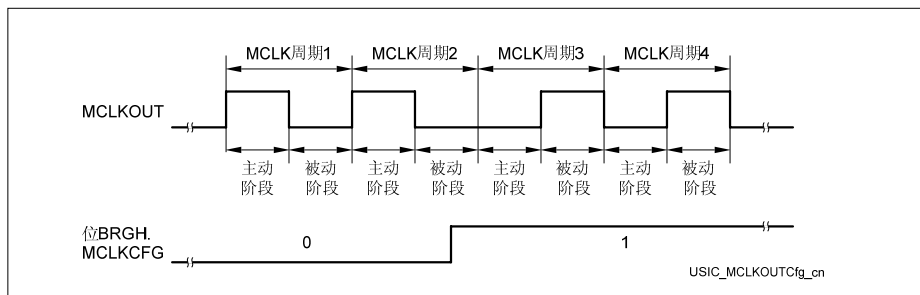 MCLK周期1 MCLK周期2 MCLK周期3 MCLK周期4
MCLKOUT
主动 被动 主动 被动 主动 被动 主动 被动
阶段 阶段 阶段 阶段 阶段 阶段 阶段 阶段
位BRGH.
MCLKCFG 0 1
USIC_MCLKOUTCfg_cn